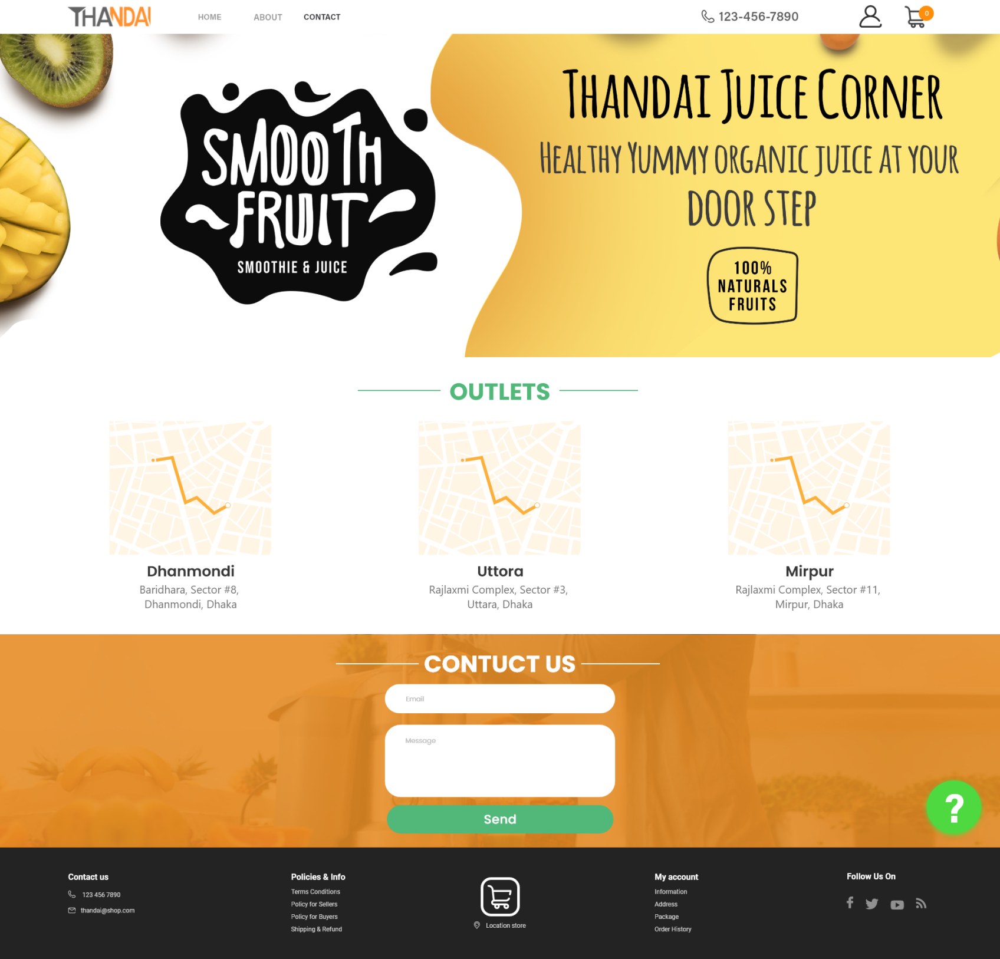 THANDAI
HOME
ABOUT
CONTACT
123-456-7890
0
SMOOTH
FRUIT
SMOOTHIE & JUICE
THANDAI JUICE CORNER
HEALTHY YUMMY ORGANIC JUICE AT YOUR
DOOR STEP
100%
NATURALS
FRUITS
OUTLETS
Dhanmondi
Baridhara, Sector #8,
Dhanmondi, Dhaka
Uttora
Rajlaxmi Complex, Sector #3,
Uttara, Dhaka
Mirpur
Rajlaxmi Complex, Sector #11,
Mirpur, Dhaka
CONTUCT US
Email
Message
Send
?
Contact us
123 456 7890
thandai@shop.com
Policies & Info
Terms Conditions
Policy for Sellers
Policy for Buyers
Shipping & Refund
Location store
My account
Information
Address
Package
Order History
Follow Us On